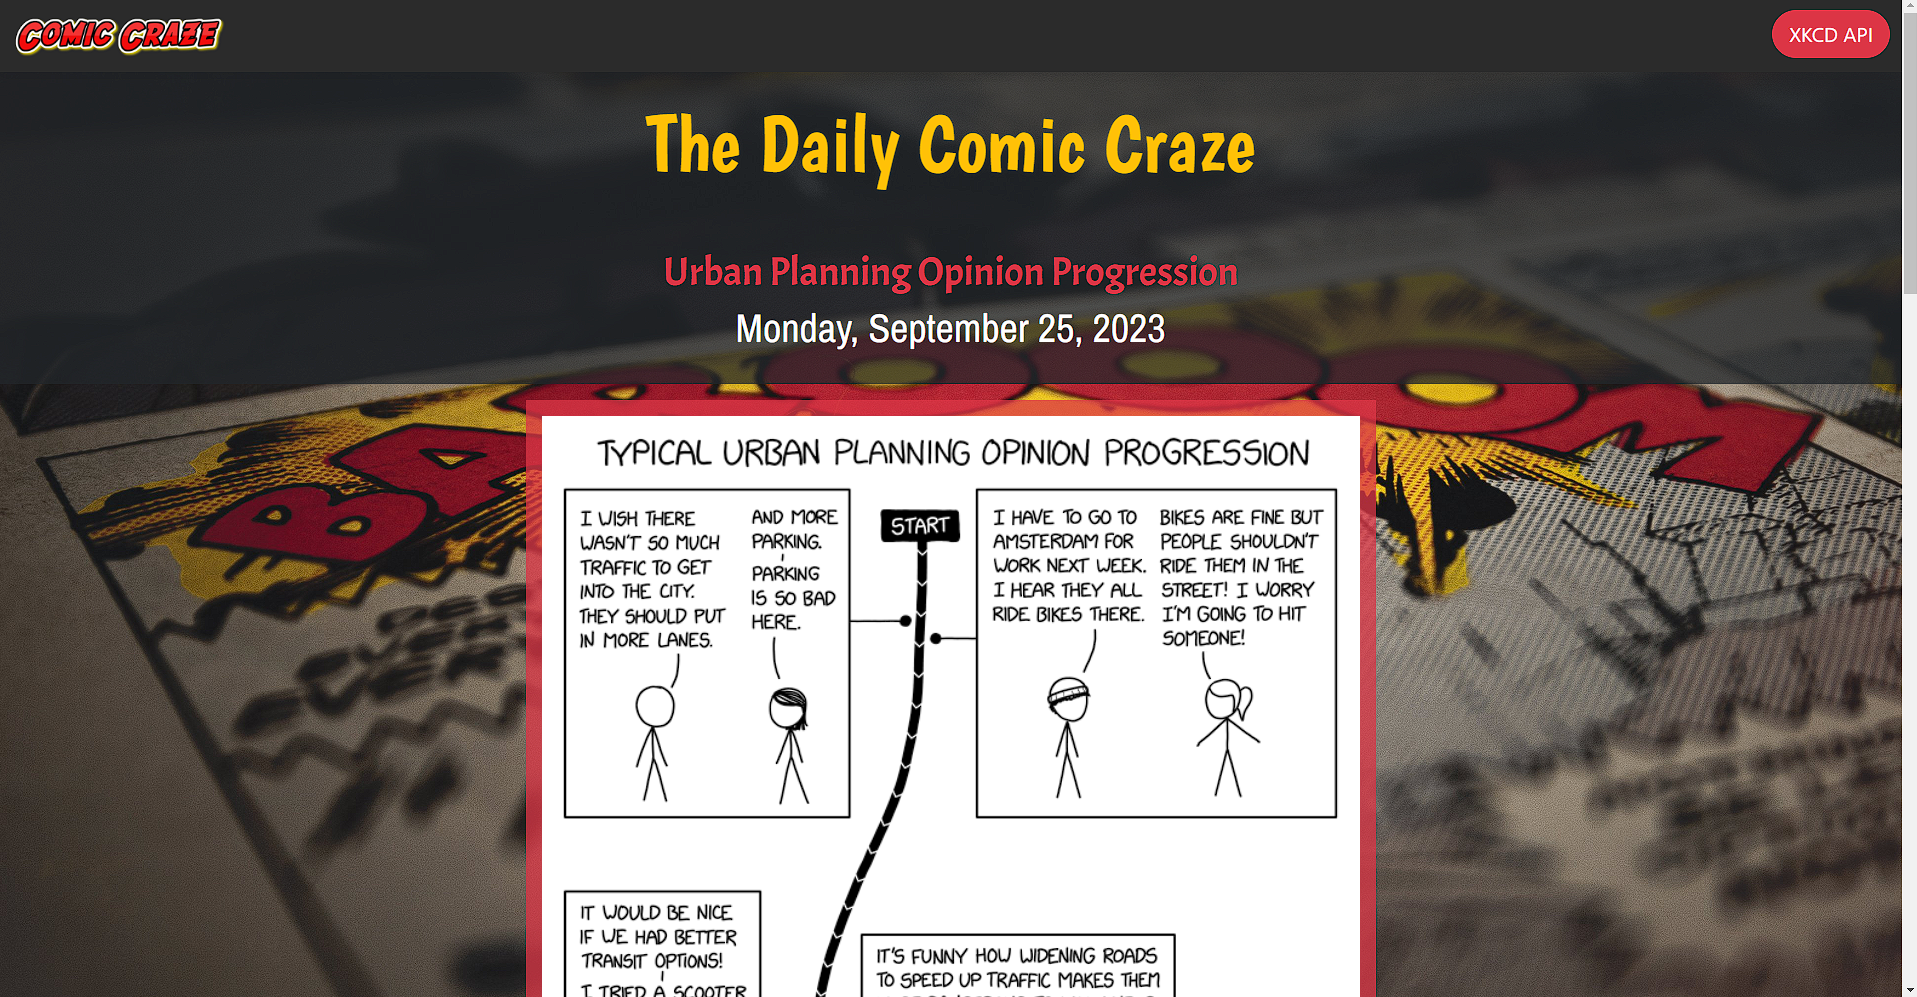 COMIC CRAZE
XKCD API
The Daily Comic Craze
Urban Planning Opinion Progression
Monday, September 25, 2023
BA OOOOM
TYPICAL URBAN PLANNING OPINION PROGRESSION
I WISH THERE
WASN'T SO MUCH
TRAFFIC TO GET
INTO THE CITY.
THEY SHOULD PUT
IN MORE LANES.
AND MORE
PARKING.
PARKING
IS SO BAD
HERE.
START
I HAVE TO GO TO
AMSTERDAM FOR
WORK NEXT WEEK.
I HEAR THEY ALL
RIDE BIKES THERE.
BIKES ARE FINE BUT
PEOPLE SHOULDN'T
RIDE THEM IN THE
STREET! I WORRY
I'M GOING TO HIT
SOMEONE!
IT WOULD BE NICE
IF WE HAD BETTER
TRANSIT OPTIONS!
I TRIED A SCOOTER
IT'S FUNNY HOW WIDENING ROADS
TO SPEED UP TRAFFIC MAKES THEM